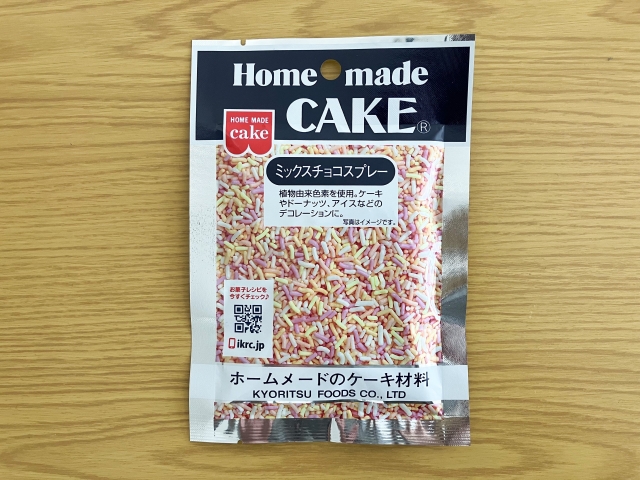 Home made
CAKE®
HOME MADE
cake
ミックスチョコスプレー
植物由来色素を使用。ケーキ
やドーナッツ、アイスなどの
デコレーションに。
写真はイメージです。
お菓子レシピを
今すぐチェック♪
ikrc.jp
ホームメードのケーキ材料
KYORITSU FOODS CO., LTD